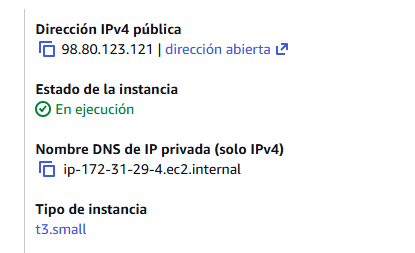 Dirección IPv4 pública
98.80.123.121 | dirección abierta
Estado de la instancia
En ejecución
Nombre DNS de IP privada (solo IPv4)
ip-172-31-29-4.ec2.internal
Tipo de instancia
t3.small